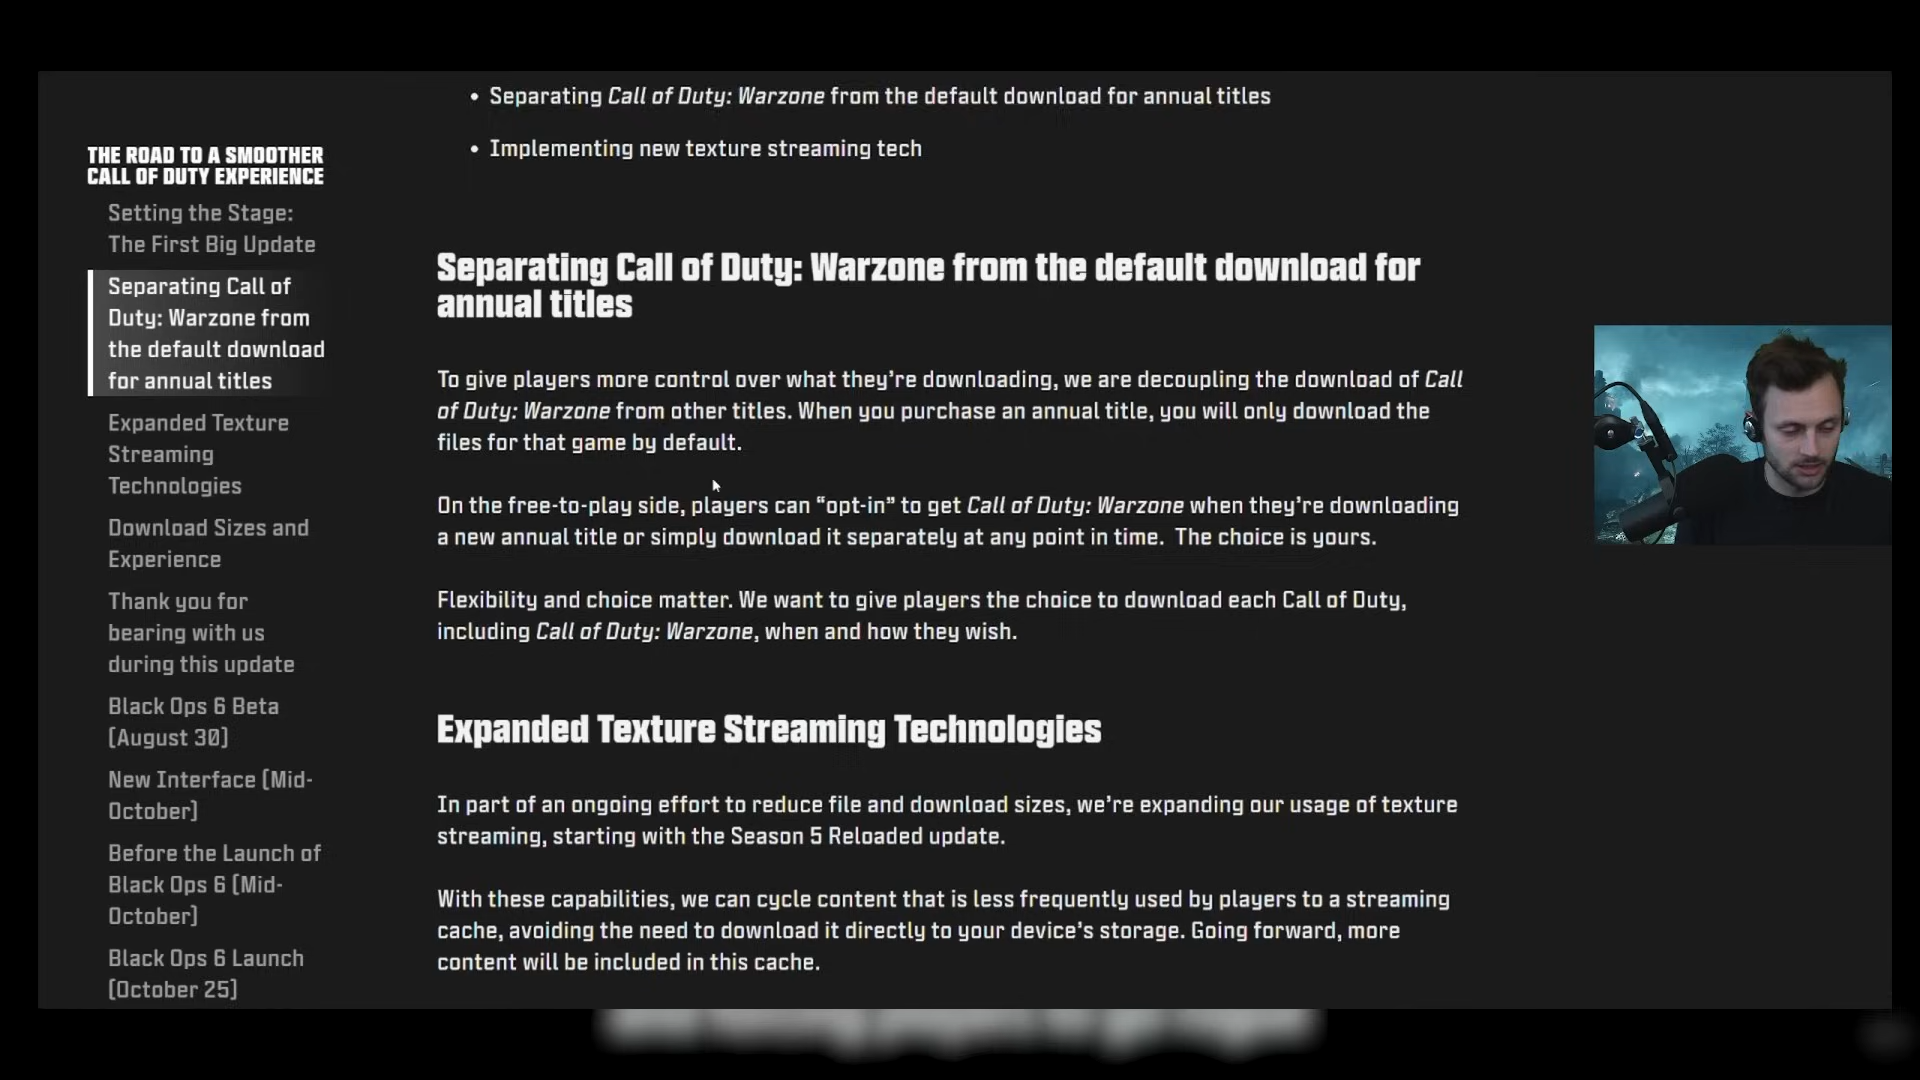 THE ROAD TO A SMOOTHER
CALL OF DUTY EXPERIENCE
Setting the Stage:
The First Big Update
Separating Call of
Duty: Warzone from
the default download
for annual titles
Expanded Texture
Streaming
Technologies
Download Sizes and
Experience
Thank you for
bearing with us
during this update
Black Ops 6 Beta
(August 30)
New Interface (Mid-
October)
Before the Launch of
Black Ops 6 (Mid-
October)
Black Ops 6 Launch
(October 25)
• Separating Call of Duty: Warzone from the default download for annual titles
• Implementing new texture streaming tech
Separating Call of Duty: Warzone from the default download for
annual titles
To give players more control over what they’re downloading, we are decoupling the download of Call
of Duty: Warzone from other titles. When you purchase an annual title, you will only download the
files for that game by default.
On the free-to-play side, players can “opt-in” to get Call of Duty: Warzone when they’re downloading
a new annual title or simply download it separately at any point in time.  The choice is yours.
Flexibility and choice matter. We want to give players the choice to download each Call of Duty,
including Call of Duty: Warzone, when and how they wish.
Expanded Texture Streaming Technologies
In part of an ongoing effort to reduce file and download sizes, we’re expanding our usage of texture
streaming, starting with the Season 5 Reloaded update.
With these capabilities, we can cycle content that is less frequently used by players to a streaming
cache, avoiding the need to download it directly to your device’s storage. Going forward, more
content will be included in this cache.